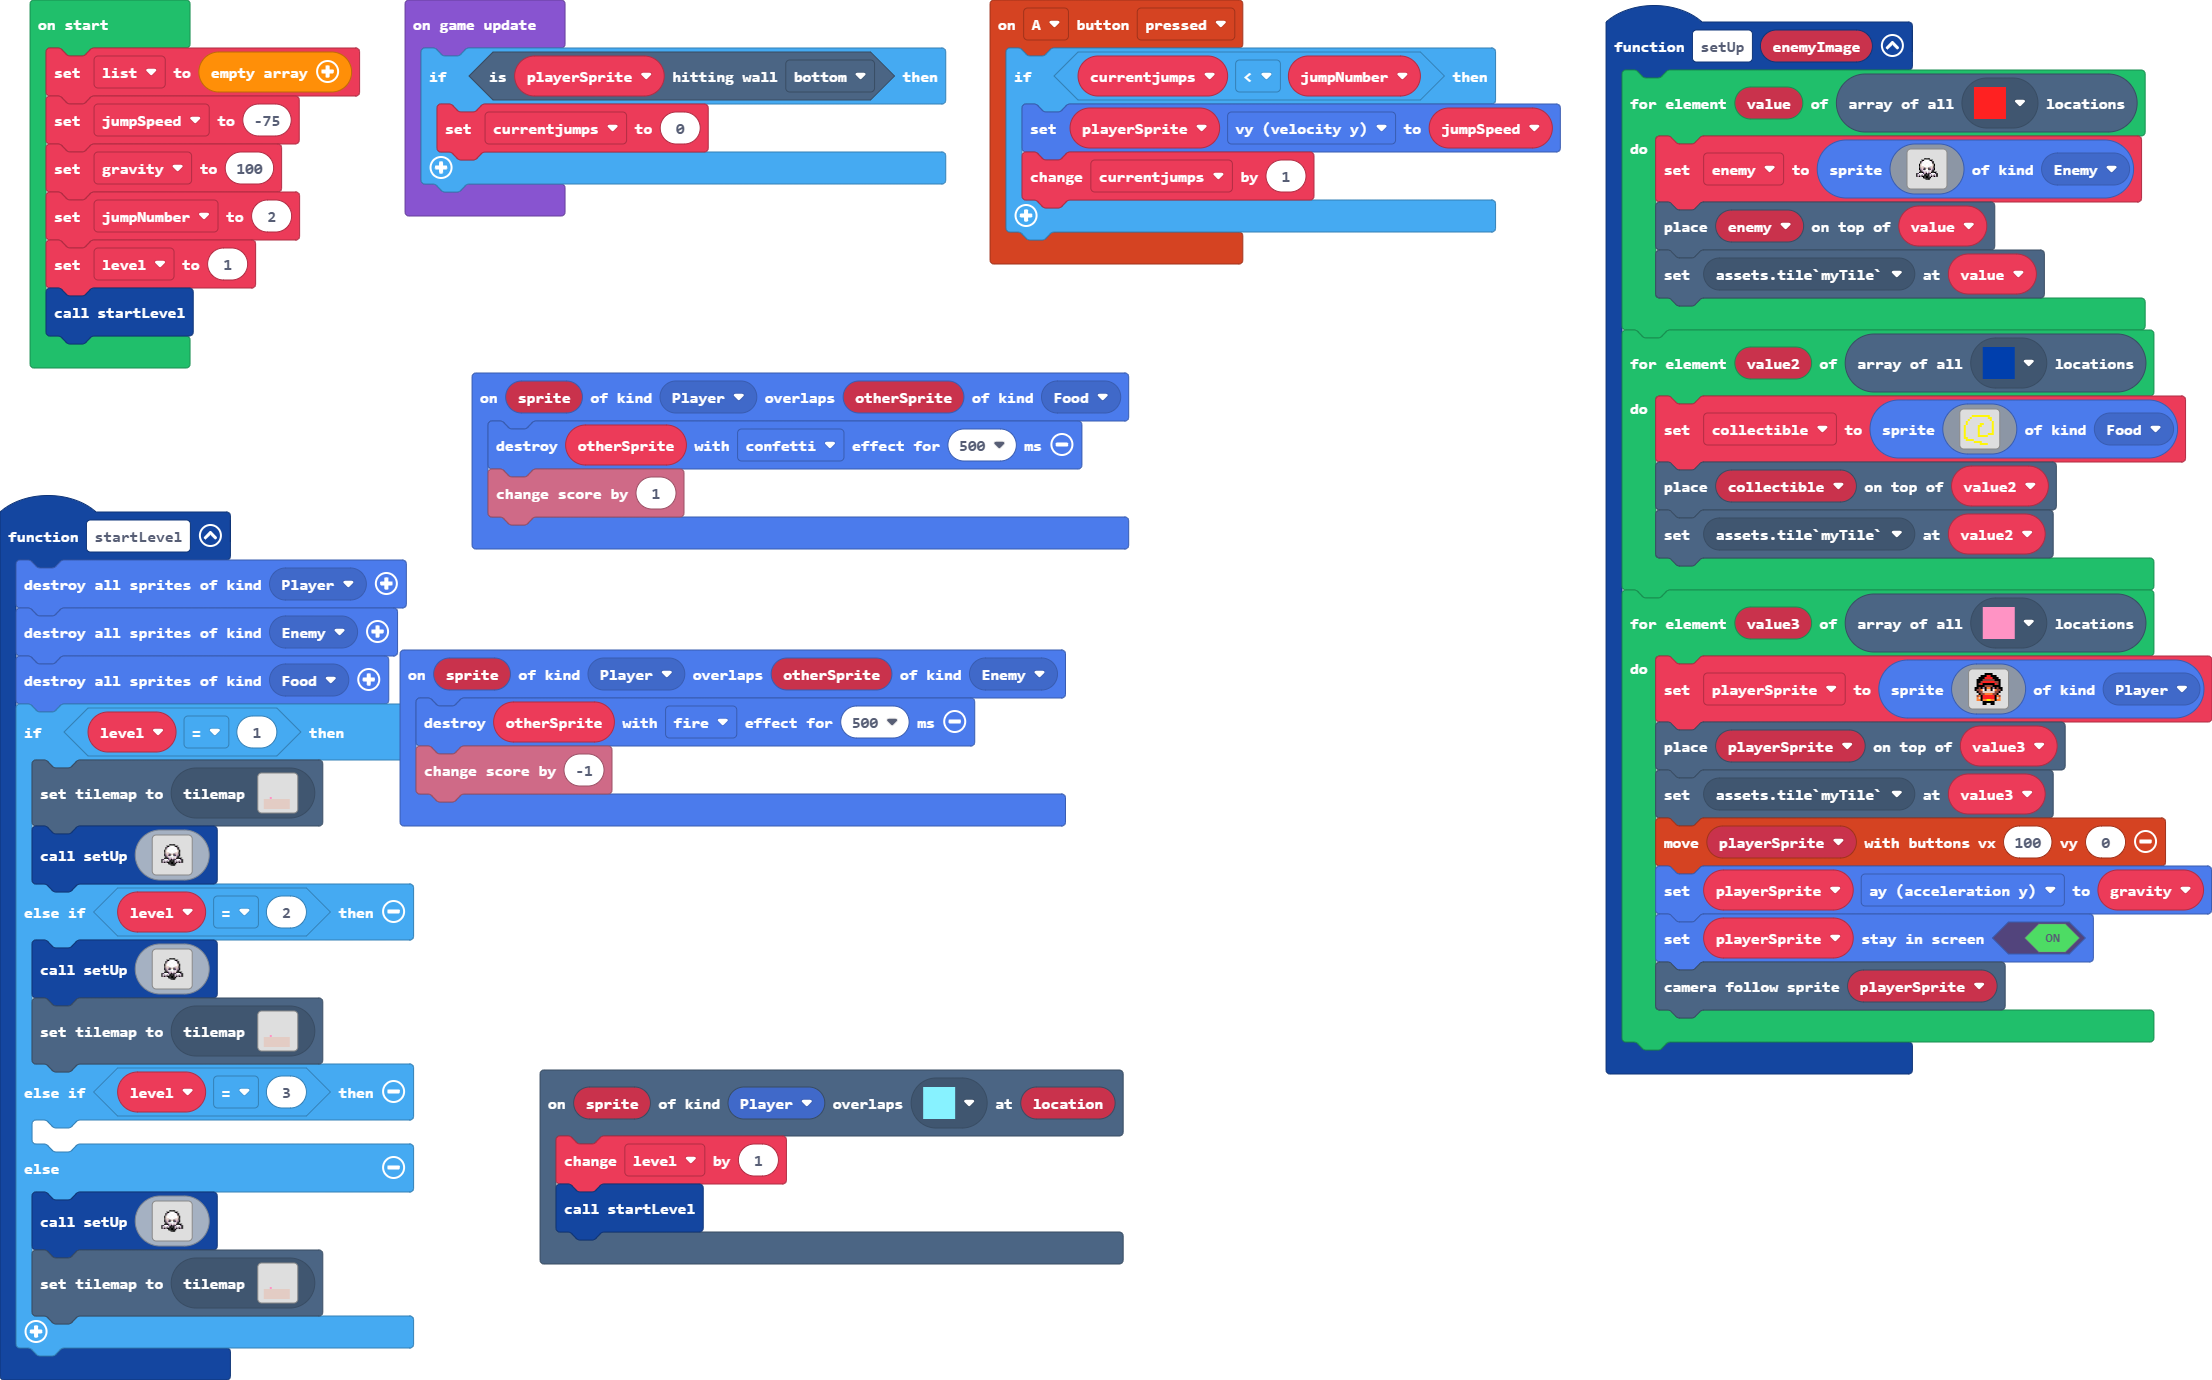 on start
set list to empty array
set jumpSpeed to -75
set gravity to 100
set jumpNumber to 2
set level to 1
call startLevel
on game update
if is playerSprite hitting wall bottom then
set currentjumps to 0
on A button pressed
if currentjumps < jumpNumber then
set playerSprite vy (velocity y) to jumpSpeed
change currentjumps by 1
function setUp enemyImage
for element value of array of all locations
do
set enemy to sprite of kind Enemy
place enemy on top of value
set assets.tile`myTile` at value
for element value2 of array of all locations
do
set collectible to sprite of kind Food
place collectible on top of value2
set assets.tile`myTile` at value2
for element value3 of array of all locations
do
set playerSprite to sprite of kind Player
place playerSprite on top of value3
set assets.tile`myTile` at value3
move playerSprite with buttons vx 100 vy 0
set playerSprite ay (acceleration y) to gravity
set playerSprite stay in screen ON
camera follow sprite playerSprite
on sprite of kind Player overlaps otherSprite of kind Food
destroy otherSprite with confetti effect for 500 ms
change score by 1
function startLevel
destroy all sprites of kind Player
destroy all sprites of kind Enemy
destroy all sprites of kind Food
if level = 1 then
set tilemap to tilemap
call setUp
else if level = 2 then
call setUp
set tilemap to tilemap
else if level = 3 then
else
call setUp
set tilemap to tilemap
on sprite of kind Player overlaps otherSprite of kind Enemy
destroy otherSprite with fire effect for 500 ms
change score by -1
on sprite of kind Player overlaps at location
change level by 1
call startLevel